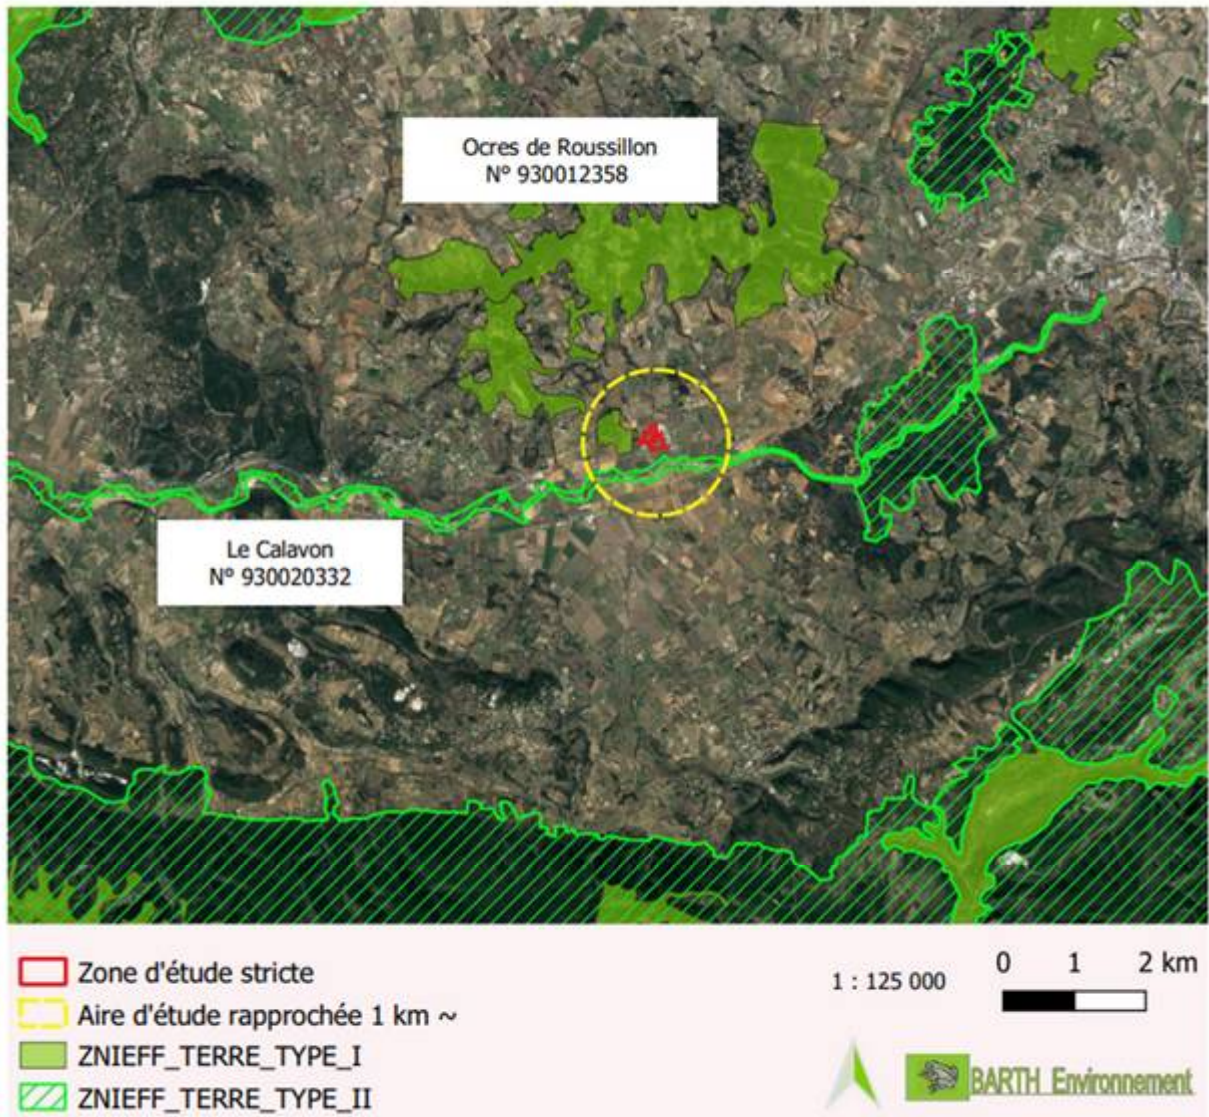 Ocres de Roussillon
N° 930012358
Le Calavon
N° 930020332
Zone d'étude stricte
Aire d'étude rapprochée 1 km ~
ZNIEFF_TERRE_TYPE_I
ZNIEFF_TERRE_TYPE_II
1 : 125 000
0 1 2 km
BARTH Environnement